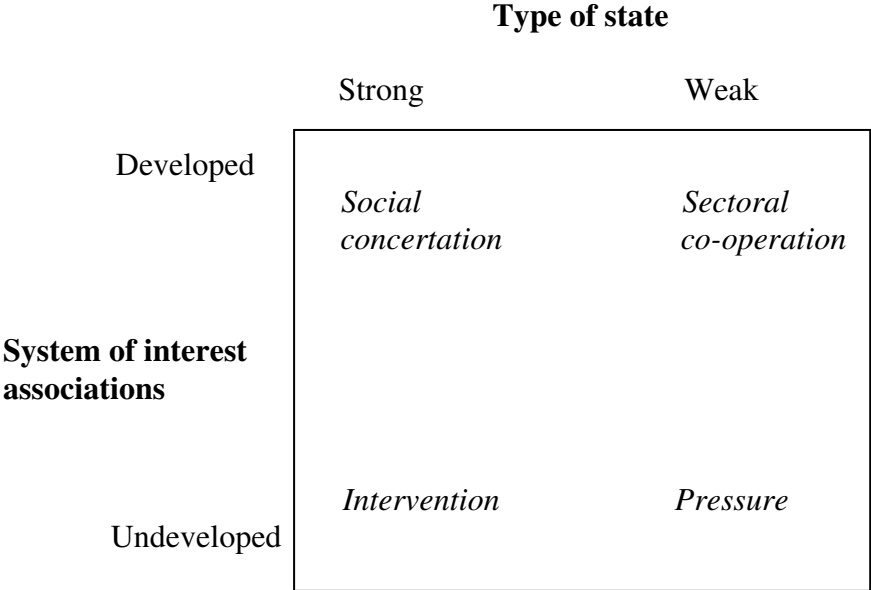 Type of state
Strong Weak
Developed
Social Sectoral
concertation co-operation
System of interest
associations
Intervention Pressure
Undeveloped